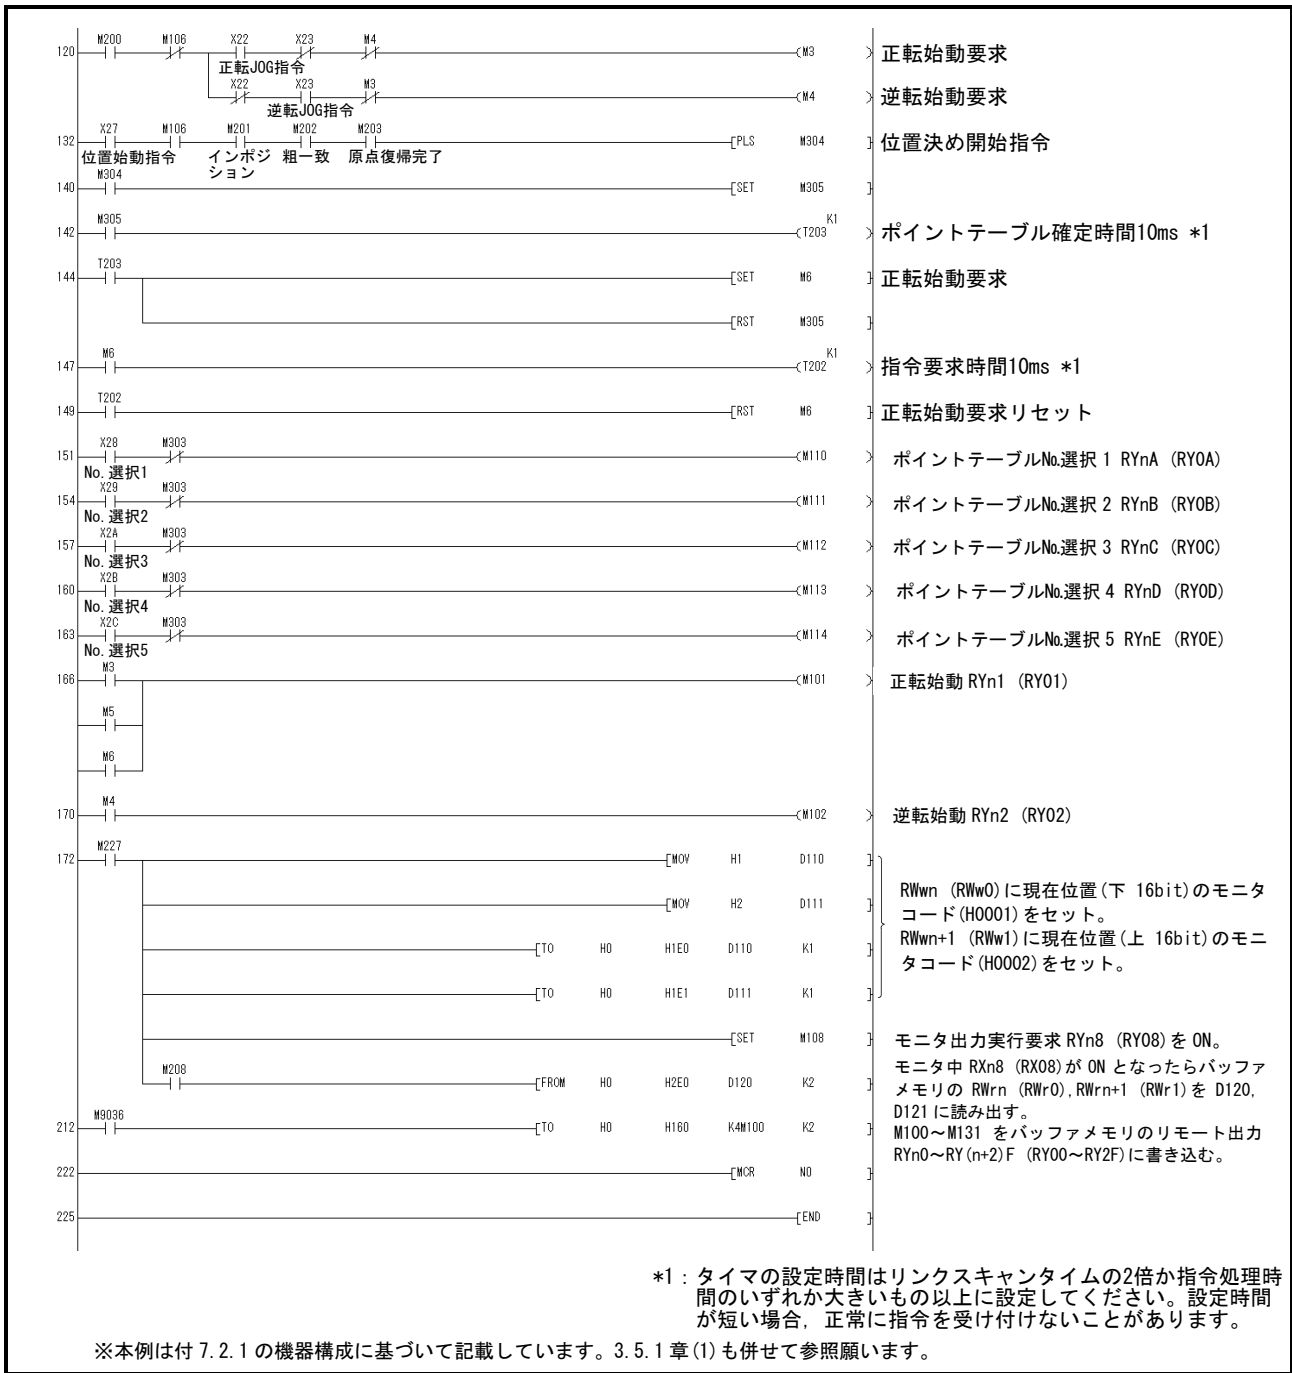 M200 M106 X22 X23 M4
120 (M3 ) 正転始動要求
正転JOG指令
X22 X23 M3
(M4 ) 逆転始動要求
逆転JOG指令
X27 M106 M201 M202 M203
132 [PLS M304 ] 位置決め開始指令
位置始動指令 インポジション 粗一致 原点復帰完了
M304
140 [SET M305 ]
M305 K1
142 (T203 ) ポイントテーブル確定時間10ms *1
T203
144 [SET M6 ] 正転始動要求
[RST M305 ]
M6 K1
147 (T202 ) 指令要求時間10ms *1
T202
149 [RST M6 ] 正転始動要求リセット
X28 M303
151 (M110 ) ポイントテーブル№選択 1 RYnA (RY0A)
No.選択1
X29 M303
154 (M111 ) ポイントテーブル№選択 2 RYnB (RY0B)
No.選択2
X2A M303
157 (M112 ) ポイントテーブル№選択 3 RYnC (RY0C)
No.選択3
X2B M303
160 (M113 ) ポイントテーブル№選択 4 RYnD (RY0D)
No.選択4
X2C M303
163 (M114 ) ポイントテーブル№選択 5 RYnE (RY0E)
No.選択5
M3
166 (M101 ) 正転始動 RYn1 (RY01)
M5
M6
M4
170 (M102 ) 逆転始動 RYn2 (RY02)
M227
172 [MOV H1 D110 ]
[MOV H2 D111 ]
[TO H0 H1E0 D110 K1 ]
[TO H0 H1E1 D111 K1 ]
RWwn (RWw0)に現在位置(下 16bit)のモニタ
コード(H0001)をセット。
RWwn+1 (RWw1)に現在位置(上 16bit)のモニ
タコード(H0002)をセット。
[SET M108 ] モニタ出力実行要求 RYn8 (RY08)を ON。
M208
[FROM H0 H2E0 D120 K2 ]
モニタ中 RXn8 (RX08)が ON となったらバッファ
メモリの RWrn (RWr0),RWrn+1 (RWr1)を D120,
D121 に読み出す。
M9036
212 [TO H0 H160 K4M100 K2 ]
M100～M131 をバッファメモリのリモート出力
RYn0～RY(n+2)F (RY00～RY2F)に書き込む。
222 [MCR N0 ]
225 [END ]
*1：タイマの設定時間はリンクスキャンタイムの2倍か指令処理時
間のいずれか大きいもの以上に設定してください。設定時間
が短い場合，正常に指令を受け付けないことがあります。
※本例は付 7.2.1 の機器構成に基づいて記載しています。3.5.1 章(1)も併せて参照願います。